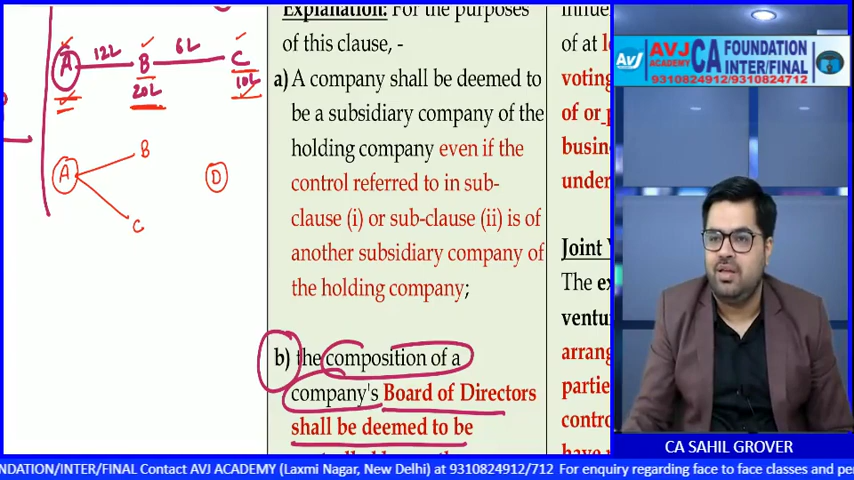 Explanation: For the purposes
of this clause, -
a) A company shall be deemed to
be a subsidiary company of the
holding company even if the
control referred to in sub-
clause (i) or sub-clause (ii) is of
another subsidiary company of
the holding company;
b) the composition of a
company's Board of Directors
shall be deemed to be
of at
voting
of or
busin
under
Joint
The
ventu
arrang
partie
contro
A 12L B 6L C
20L 10L
A B D
C
AVJ
ACADEMY
CA FOUNDATION
INTER/FINAL
9310824912/9310824712
AVJ
CA SAHIL GROVER
NDATION/INTER/FINAL Contact AVJ ACADEMY (Laxmi Nagar, New Delhi) at 9310824912/712 For enquiry regarding face to face classes and pe